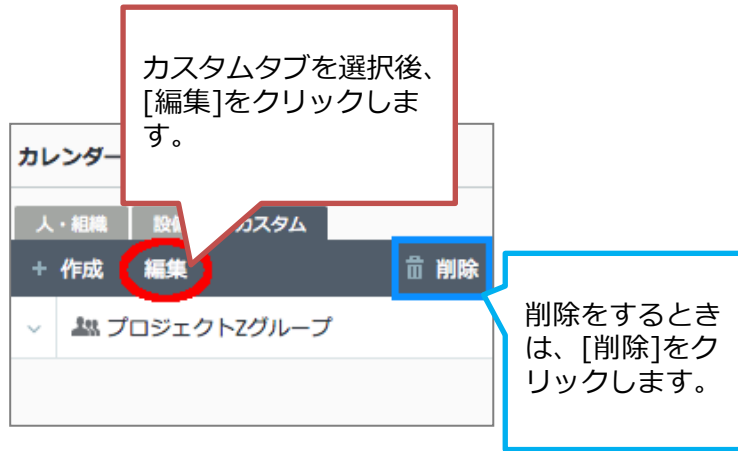 カスタムタブを選択後、
[編集]をクリックしま
す。
カレンダー
人・組織 設備 カスタム
+ 作成 編集 削除
プロジェクトZグループ
削除をするとき
は、[削除]をク
リックします。